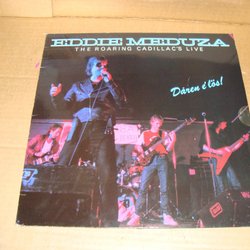 EDDIE MEDUZA
THE ROARING CADILLAC'S LIVE
Dåren é lös!